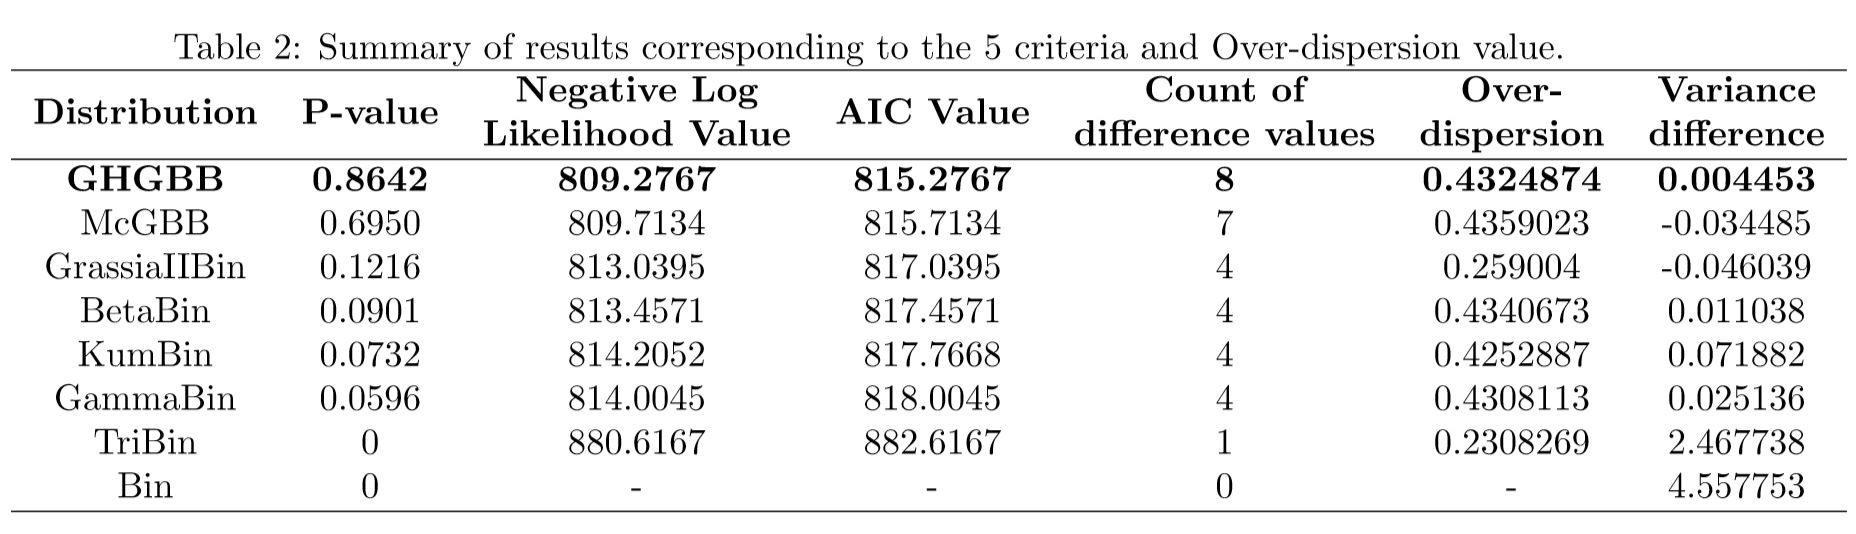 Table 2: Summary of results corresponding to the 5 criteria and Over-dispersion value.
Distribution P-value Negative Log Likelihood Value AIC Value Count of difference values Over-dispersion Variance difference
GHGBB 0.8642 809.2767 815.2767 8 0.4324874 0.004453
McGBB 0.6950 809.7134 815.7134 7 0.4359023 -0.034485
GrassiaIIBin 0.1216 813.0395 817.0395 4 0.259004 -0.046039
BetaBin 0.0901 813.4571 817.4571 4 0.4340673 0.011038
KumBin 0.0732 814.2052 817.7668 4 0.4252887 0.071882
GammaBin 0.0596 814.0045 818.0045 4 0.4308113 0.025136
TriBin 0 880.6167 882.6167 1 0.2308269 2.467738
Bin 0 - - 0 - 4.557753